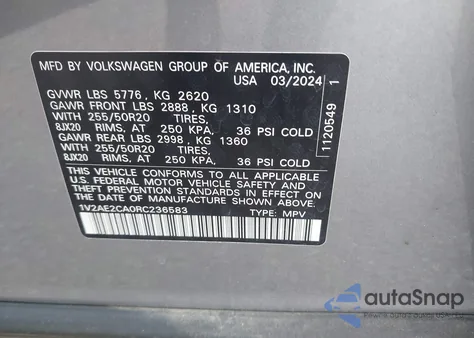 MFD BY VOLKSWAGEN GROUP OF AMERICA, INC.
USA 03/2024
GVWR LBS 5776, KG 2620
GAWR FRONT LBS 2888, KG 1310
255/50R20 TIRES,
8JX20 RIMS, AT 250 KPA, 36 PSI COLD
GAWR REAR LBS 2998, KG 1360
255/50R20 TIRES,
8JX20 RIMS, AT 250 KPA, 36 PSI COLD
THIS VEHICLE CONFORMS TO ALL APPLICABLE
U.S. FEDERAL MOTOR VEHICLE SAFETY
AND THEFT PREVENTION STANDARDS IN EFFECT ON
THE DATE OF MANUFACTURE SHOWN ABOVE.
1V2AE2CA0RC236583 TYPE: MPV
1120549 1
autoSnap